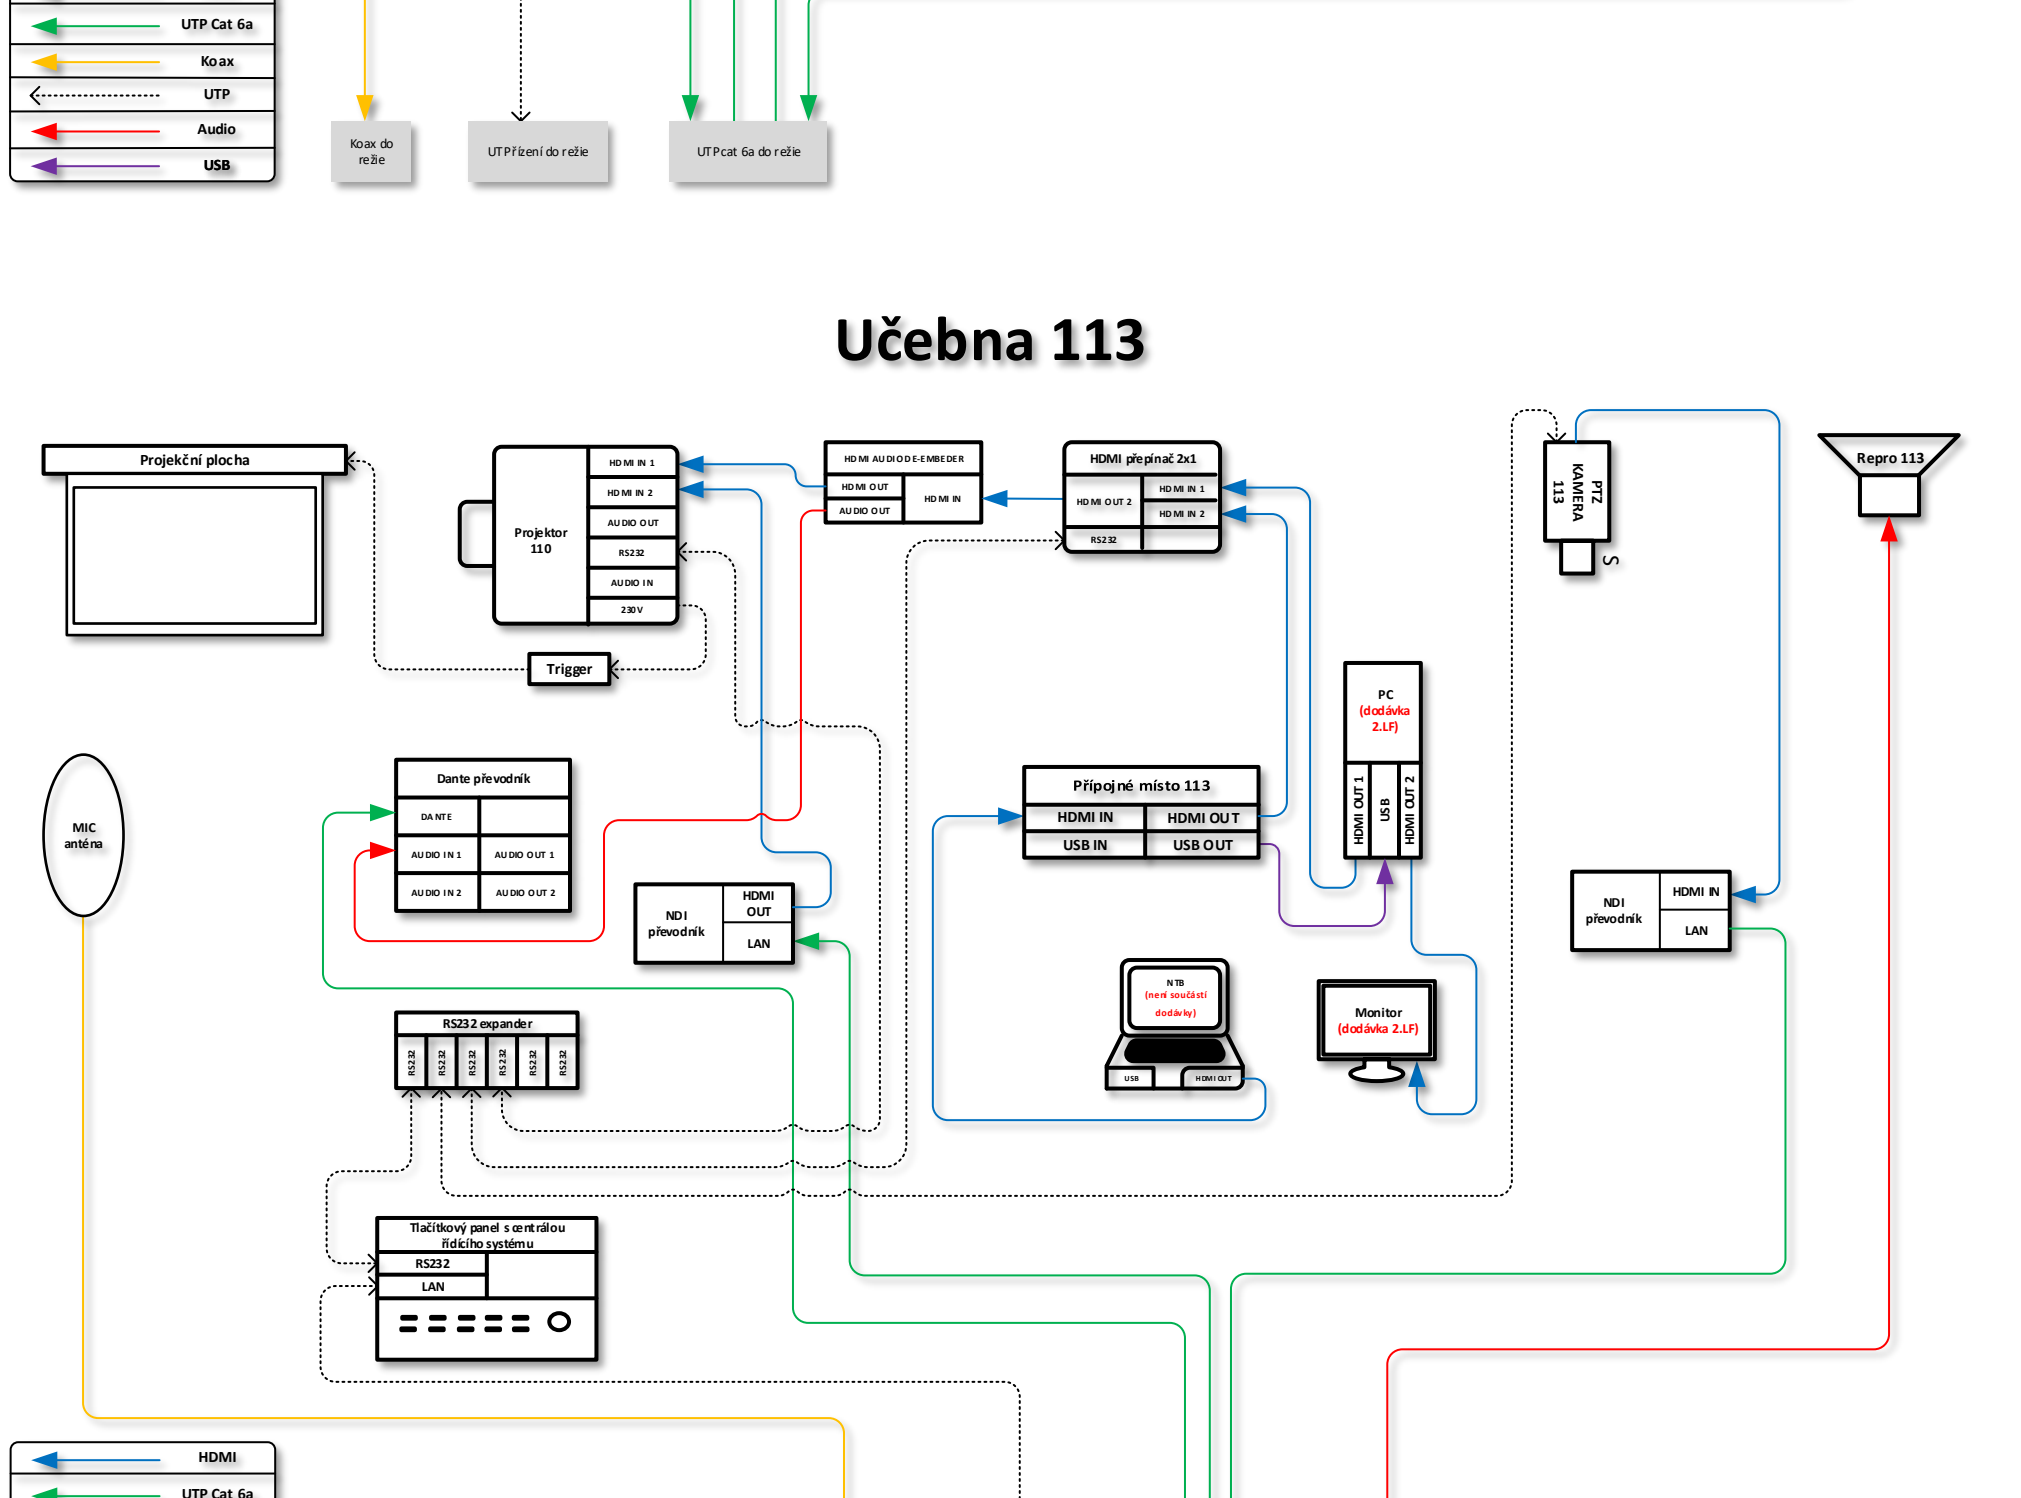 UTP Cat 6a
Koax
UTP
Audio
USB
Koax do
režie
UTP řízení do režie
UTP cat 6a do režie
Učebna 113
Projekční plocha
Projektor
110
HDMI IN 1
HDMI IN 2
AUDIO OUT
RS232
AUDIO IN
230V
Trigger
HDMI AUDIO DE-EMBEDER
HDMI OUT
AUDIO OUT
HDMI IN
HDMI přepínač 2x1
HDMI OUT 2
HDMI IN 1
HDMI IN 2
RS232
PTZ
KAMERA
113
S
Repro 113
PC
(dodávka
2.LF)
HDMI OUT 1
USB
HDMI OUT 2
MIC
anténa
Dante převodník
DANTE
AUDIO IN 1
AUDIO OUT 1
AUDIO IN 2
AUDIO OUT 2
Přípojné místo 113
HDMI IN
HDMI OUT
USB IN
USB OUT
NDI
převodník
HDMI
OUT
LAN
NDI
převodník
HDMI IN
LAN
NTB
(není součástí
dodávky)
USB
HDMI OUT
Monitor
(dodávka 2.LF)
RS232 expander
RS232
RS232
RS232
RS232
RS232
RS232
Tlačítkový panel s centrálou
řídícího systému
RS232
LAN
HDMI
UTP Cat 6a